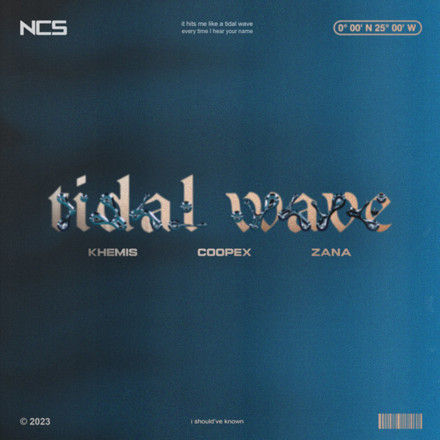 NCS
it hits me like a tidal wave
every time I hear your name
0° 00' N 25° 00' W
tidal wave
KHEMIS COOPEX ZANA
© 2023
i should've known